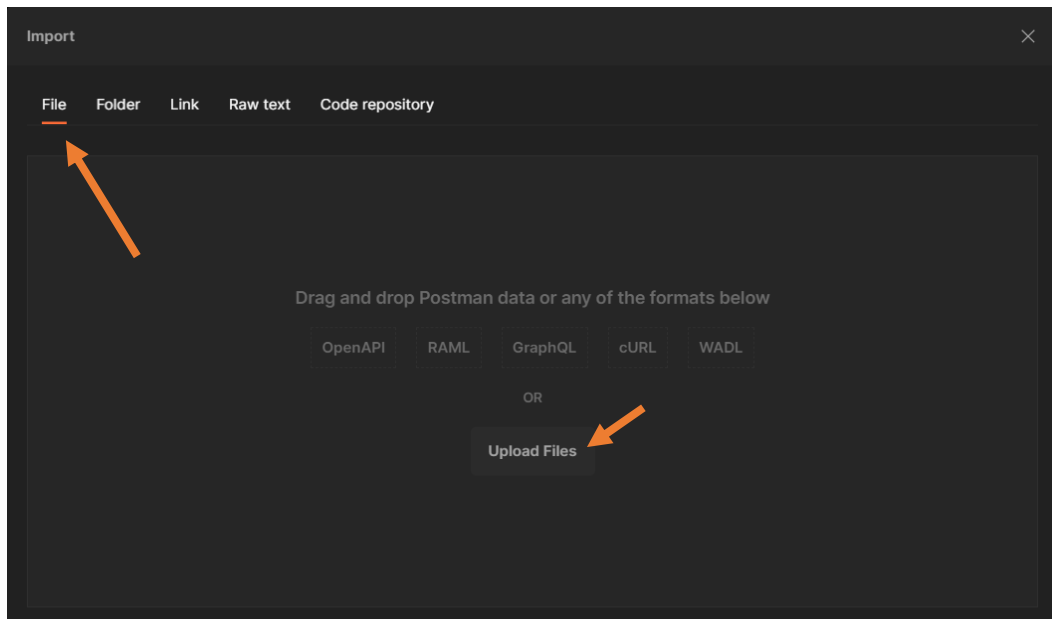 Import
File Folder Link Raw text Code repository
Drag and drop Postman data or any of the formats below
OpenAPI RAML GraphQL cURL WADL
OR
Upload Files